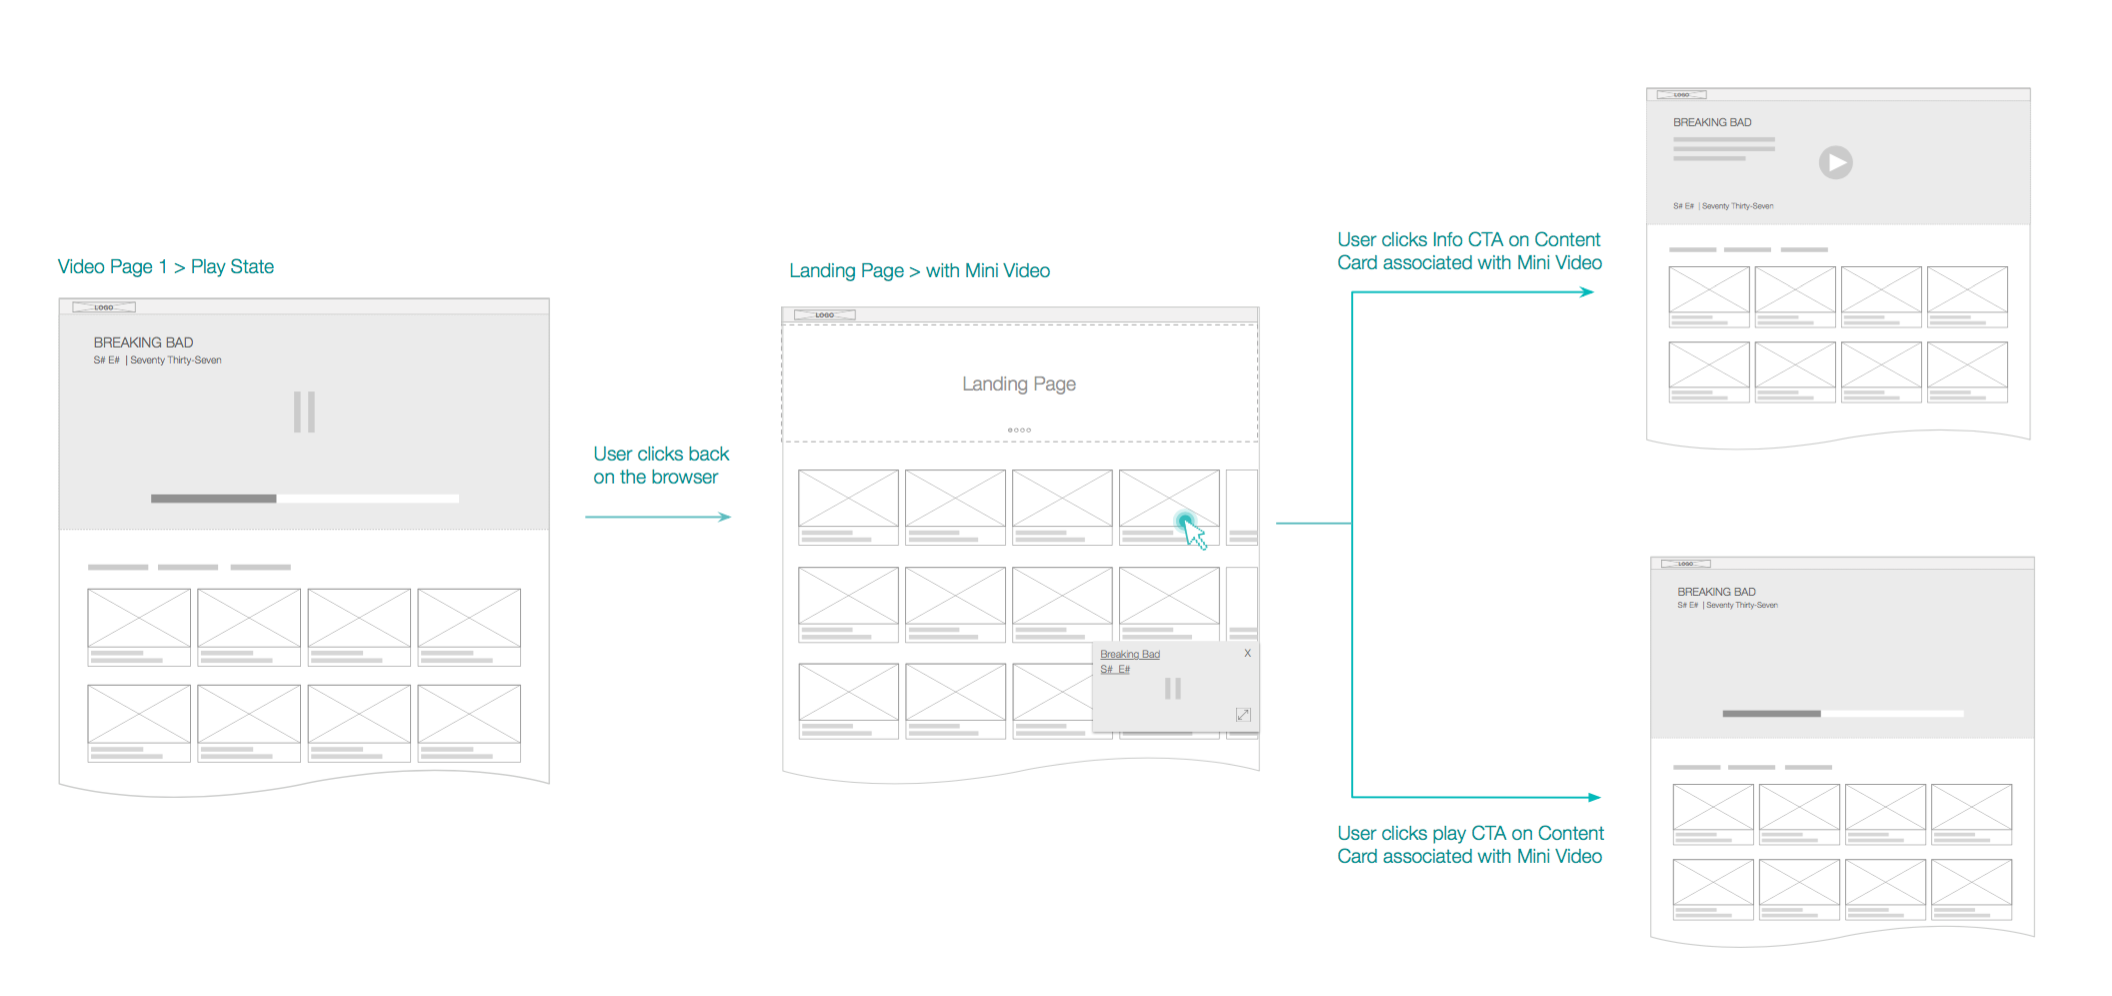 Video Page 1 > Play State
LOGO
BREAKING BAD
S# E# | Seventy Thirty-Seven
User clicks back
on the browser
Landing Page > with Mini Video
LOGO
Landing Page
Breaking Bad
S# E#
X
User clicks Info CTA on Content
Card associated with Mini Video
LOGO
BREAKING BAD
S# E# | Seventy Thirty-Seven
User clicks play CTA on Content
Card associated with Mini Video
LOGO
BREAKING BAD
S# E# | Seventy Thirty-Seven